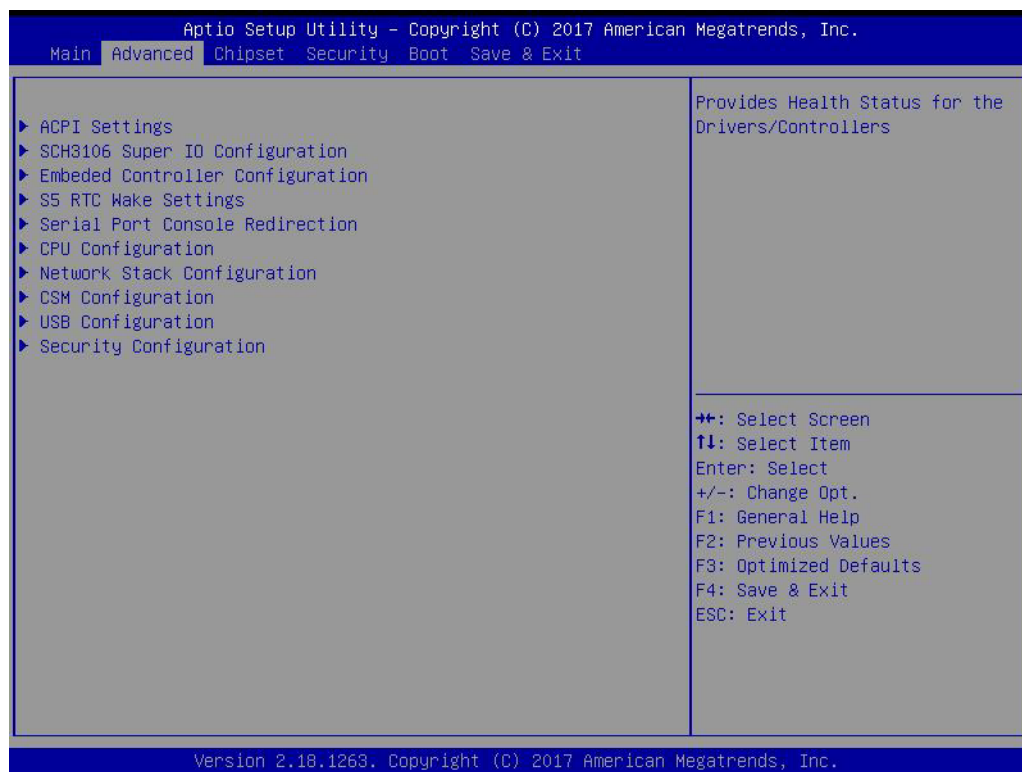 Aptio Setup Utility – Copyright (C) 2017 American Megatrends, Inc.
Main Advanced Chipset Security Boot Save & Exit
ACPI Settings
SCH3106 Super IO Configuration
Embeded Controller Configuration
S5 RTC Wake Settings
Serial Port Console Redirection
CPU Configuration
Network Stack Configuration
CSM Configuration
USB Configuration
Security Configuration
Provides Health Status for the
Drivers/Controllers
→←: Select Screen
↑↓: Select Item
Enter: Select
+/-: Change Opt.
F1: General Help
F2: Previous Values
F3: Optimized Defaults
F4: Save & Exit
ESC: Exit
Version 2.18.1263. Copyright (C) 2017 American Megatrends, Inc.